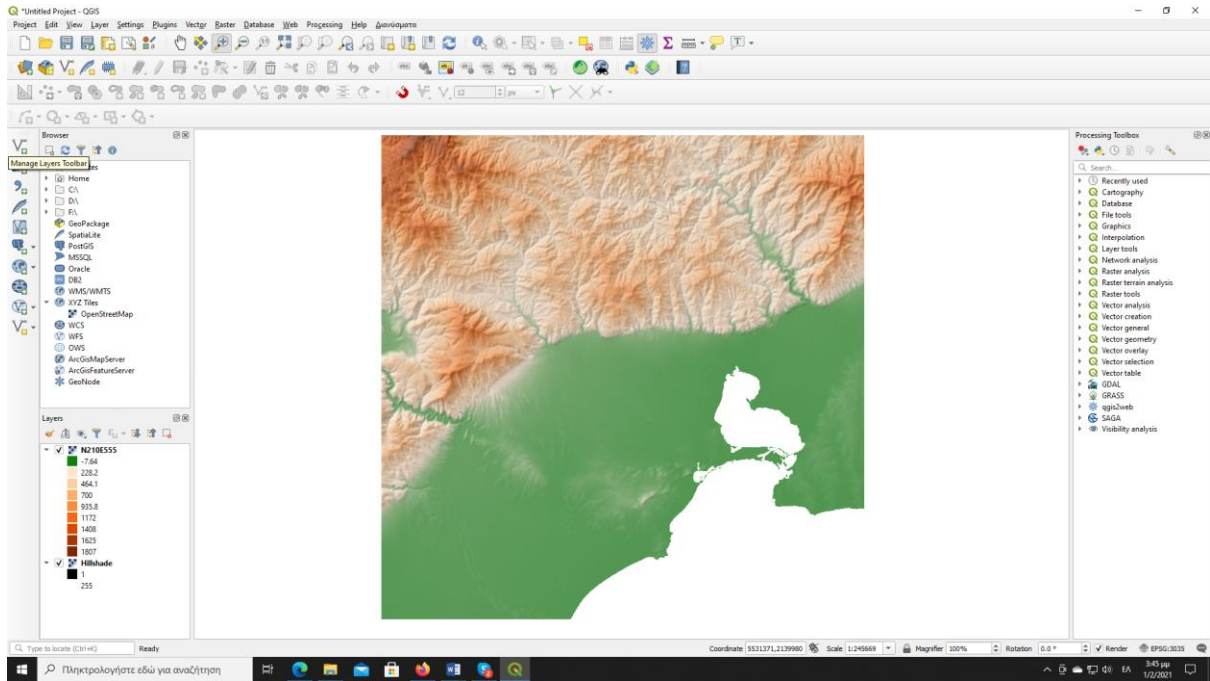 *Untitled Project - QGIS
Project Edit View Layer Settings Plugins Vector Raster Database Web Processing Help Διανύσματα
12 px
Browser
Manage Layers Toolbar
Home
C:\
D:\
F:\
GeoPackage
SpatiaLite
PostGIS
MSSQL
Oracle
DB2
WMS/WMTS
XYZ Tiles
OpenStreetMap
WCS
WFS
OWS
ArcGisMapServer
ArcGisFeatureServer
GeoNode
Layers
N210E555
-7.64
228.2
464.1
700
935.8
1172
1408
1625
1807
Hillshade
1
255
Processing Toolbox
Search...
Recently used
Cartography
Database
File tools
Graphics
Interpolation
Layer tools
Network analysis
Raster analysis
Raster terrain analysis
Raster tools
Vector analysis
Vector creation
Vector general
Vector geometry
Vector overlay
Vector selection
Vector table
GDAL
GRASS
qgis2web
SAGA
Visibility analysis
Type to locate (Ctrl+K) Ready Coordinate 5531371,2139980 Scale 1:245669 Magnifier 100% Rotation 0.0 ° Render EPSG:3035
Πληκτρολογήστε εδώ για αναζήτηση
ΕΛ 3:45 μμ
1/2/2021